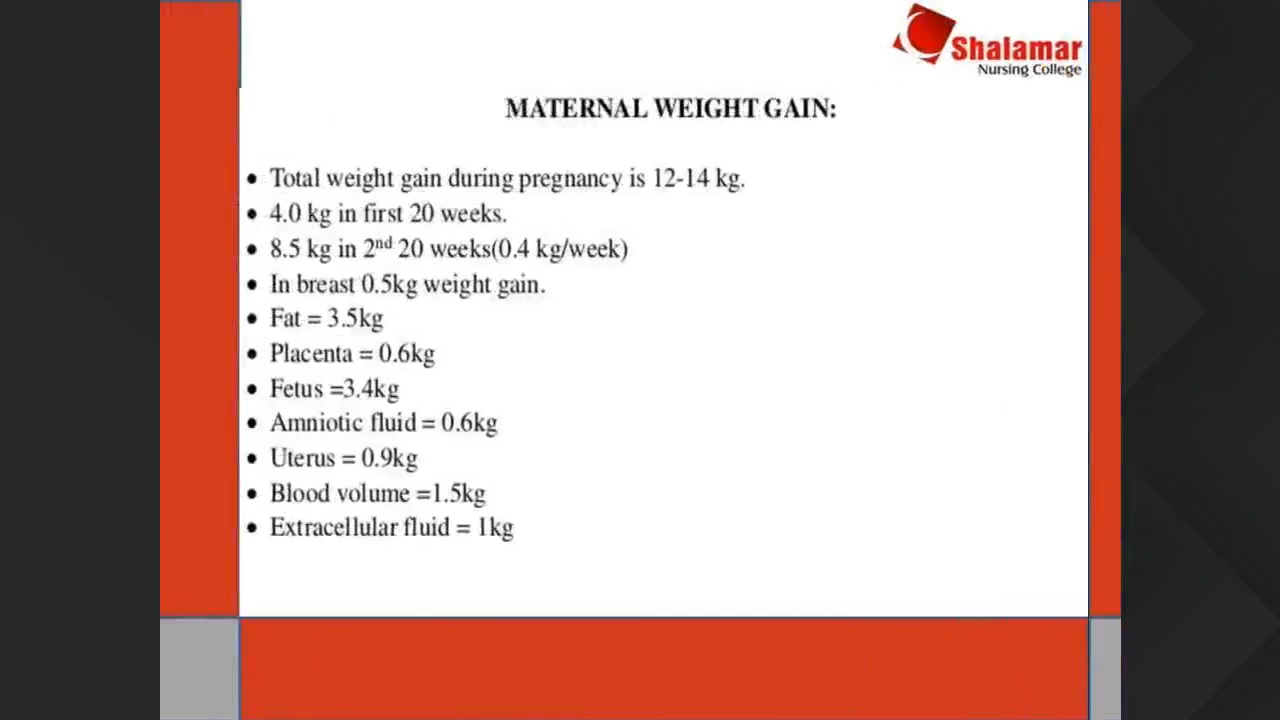 Shalamar
Nursing College
MATERNAL WEIGHT GAIN:
• Total weight gain during pregnancy is 12-14 kg.
• 4.0 kg in first 20 weeks.
• 8.5 kg in 2nd 20 weeks(0.4 kg/week)
• In breast 0.5kg weight gain.
• Fat = 3.5kg
• Placenta = 0.6kg
• Fetus =3.4kg
• Amniotic fluid = 0.6kg
• Uterus = 0.9kg
• Blood volume =1.5kg
• Extracellular fluid = 1kg